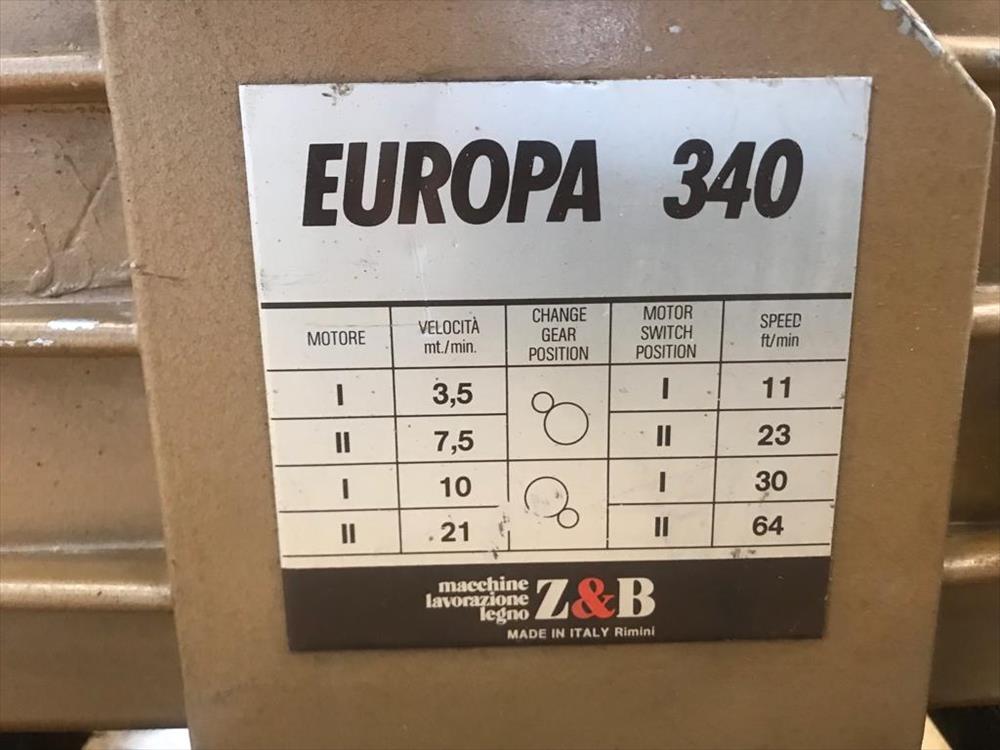 EUROPA 340
MOTORE
VELOCITÀ
mt./min.
CHANGE
GEAR
POSITION
MOTOR
SWITCH
POSITION
SPEED
ft/min
I 3,5 I 11
II 7,5 II 23
I 10 I 30
II 21 II 64
macchine
lavorazione
legno
Z&B
MADE IN ITALY Rimini